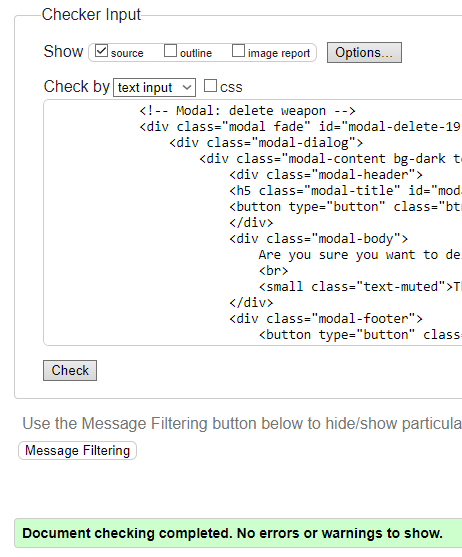 Checker Input
Show source outline image report Options...
Check by text input css
<!-- Modal: delete weapon -->
<div class="modal fade" id="modal-delete-19
<div class="modal-dialog">
<div class="modal-content bg-dark t
<div class="modal-header">
<h5 class="modal-title" id="mod
<button type="button" class="bt
</div>
<div class="modal-body">
Are you sure you want to de
<br>
<small class="text-muted">T
</div>
<div class="modal-footer">
<button type="button" clas
Check
Use the Message Filtering button below to hide/show particula
Message Filtering
Document checking completed. No errors or warnings to show.